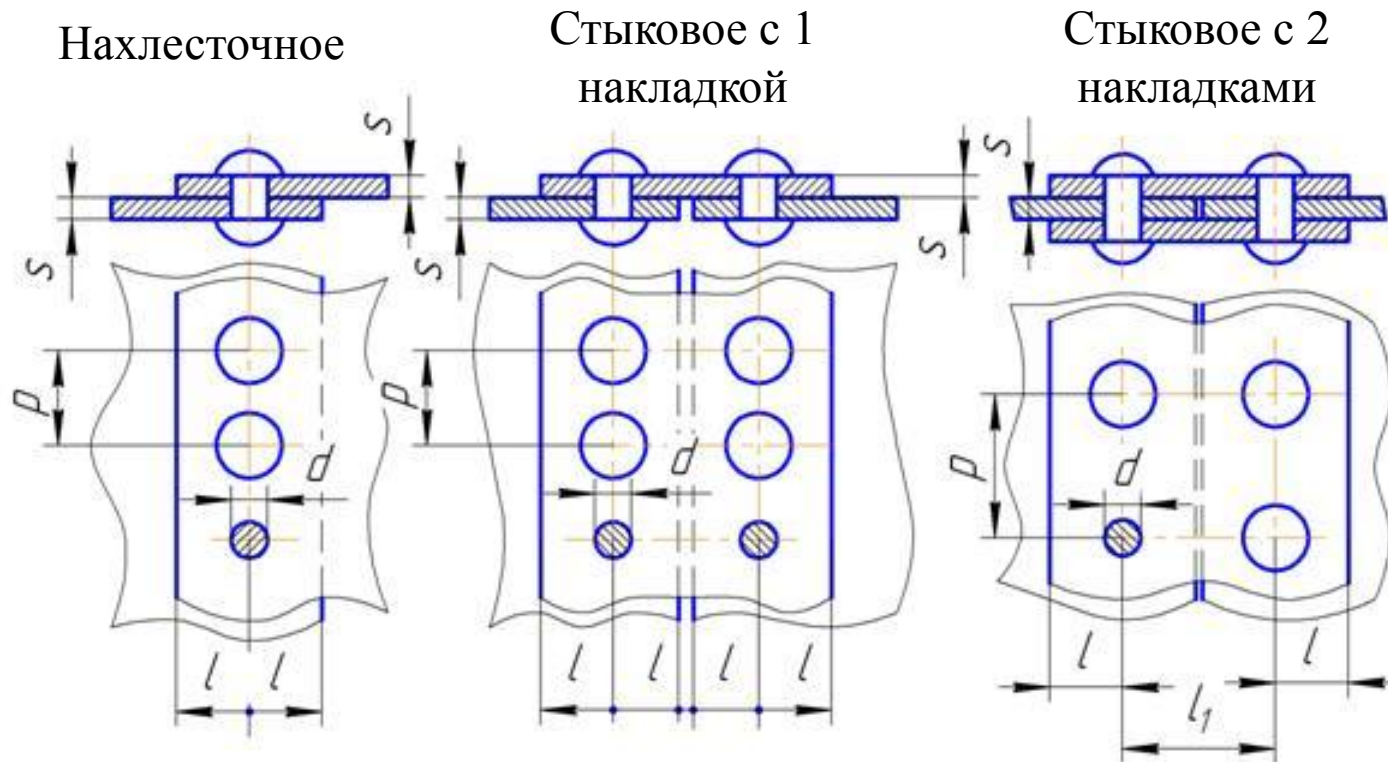 Нахлесточное
Стыковое с 1
накладкой
Стыковое с 2
накладками
s
s
p
d
l
l
s
s
p
d
l
l
l
l
s
p
d
l
l
l₁